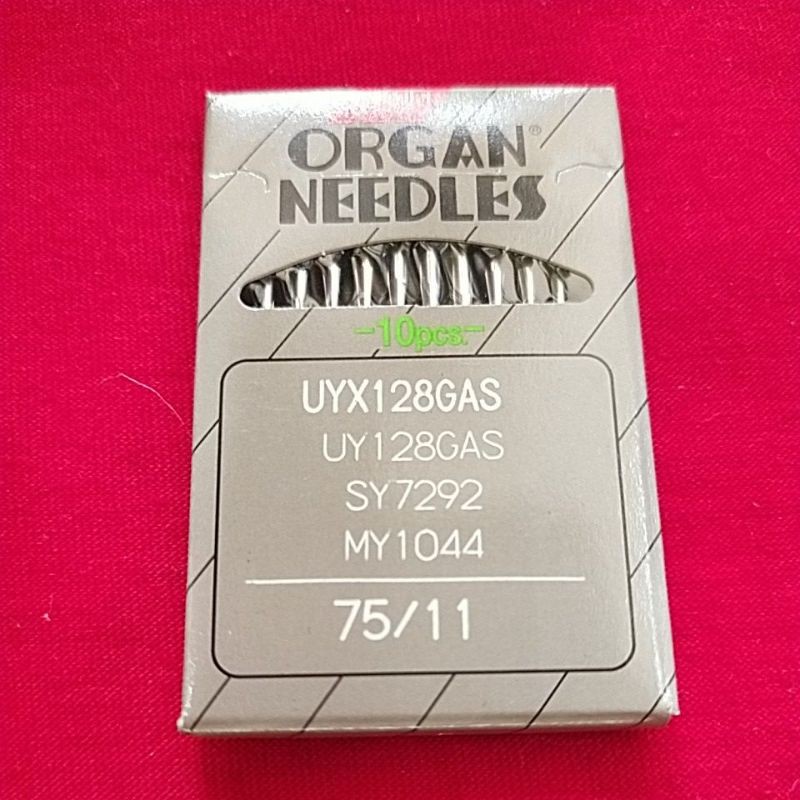 ORGAN®
NEEDLES
-10pcs.-
UYX128GAS
UY128GAS
SY7292
MY1044
75/11